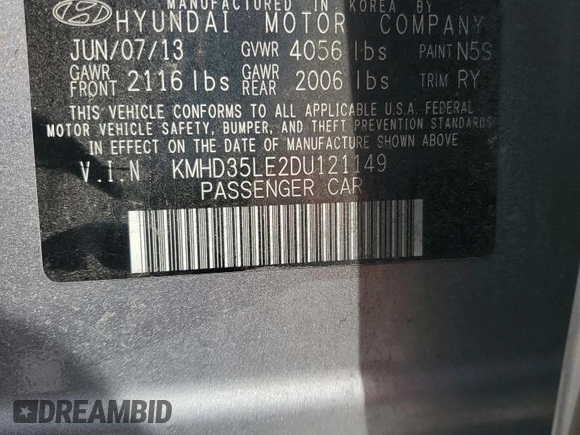 MANUFACTURED IN KOREA BY
HYUNDAI MOTOR COMPANY
JUN/07/13 GVWR 4056 lbs PAINT N5S
GAWR FRONT 2116 lbs GAWR REAR 2006 lbs TRIM RY
THIS VEHICLE CONFORMS TO ALL APPLICABLE U.S.A. FEDERAL
MOTOR VEHICLE SAFETY, BUMPER, AND THEFT PREVENTION STANDARDS
IN EFFECT ON THE DATE OF MANUFACTURE SHOWN ABOVE
V.I.N KMHD35LE2DU121149
PASSENGER CAR
DREAMBID